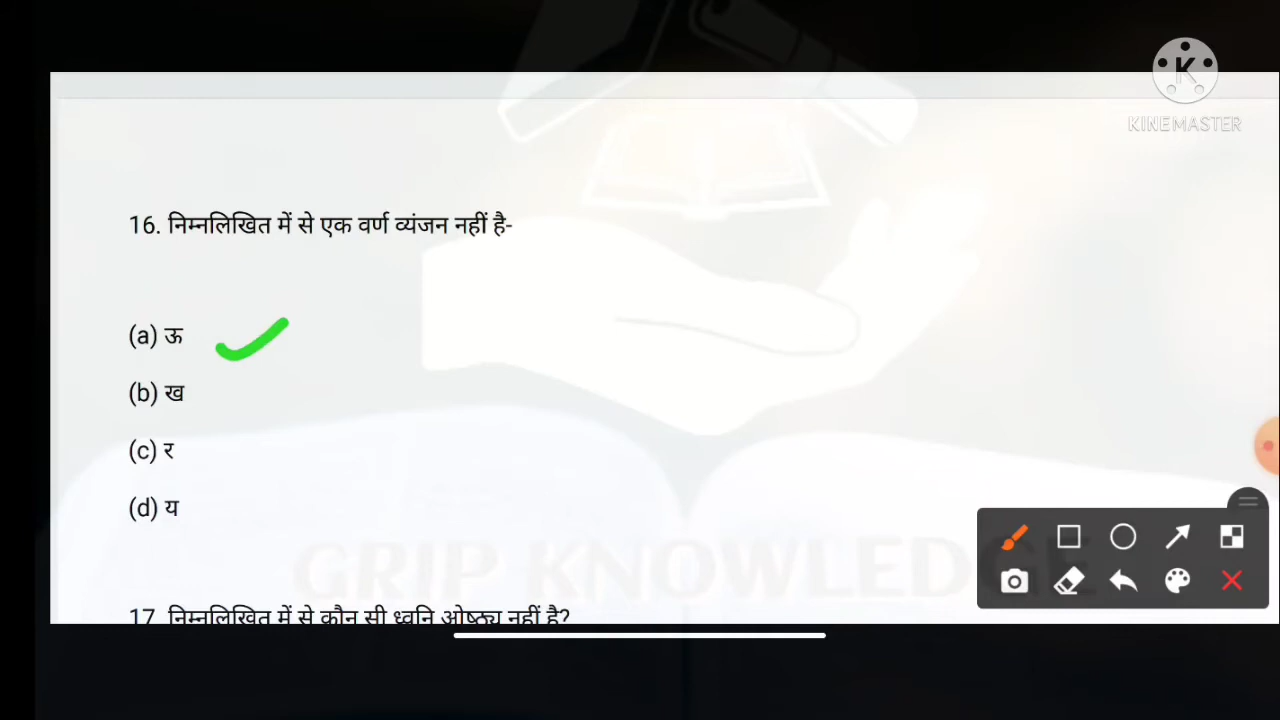 K
KINEMASTER
16. निम्नलिखित में से एक वर्ण व्यंजन नहीं है-
(a) ऊ
(b) ख
(c) र
(d) य
GRIP KNOWLEDGE
17. निम्नलिखित में से कौन सी ध्वनि ओष्ठ्य नहीं है?